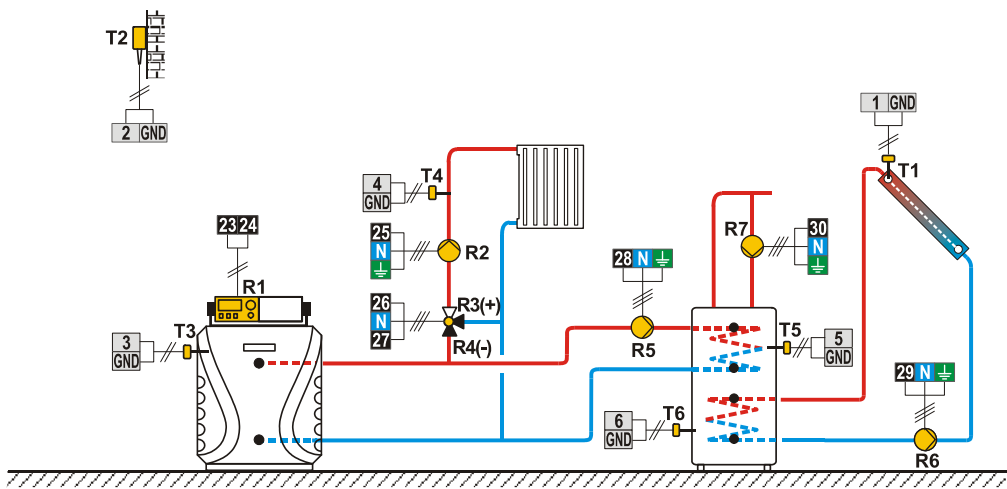 T2
2 GND
1 GND
T1
4
GND
T4
25
N
R2
R7
30
N
23 24
28 N
26
N
27
R3(+)
R4(-)
R1
R5
T3
3
GND
T5
5
GND
29 N
6
GND
T6
R6